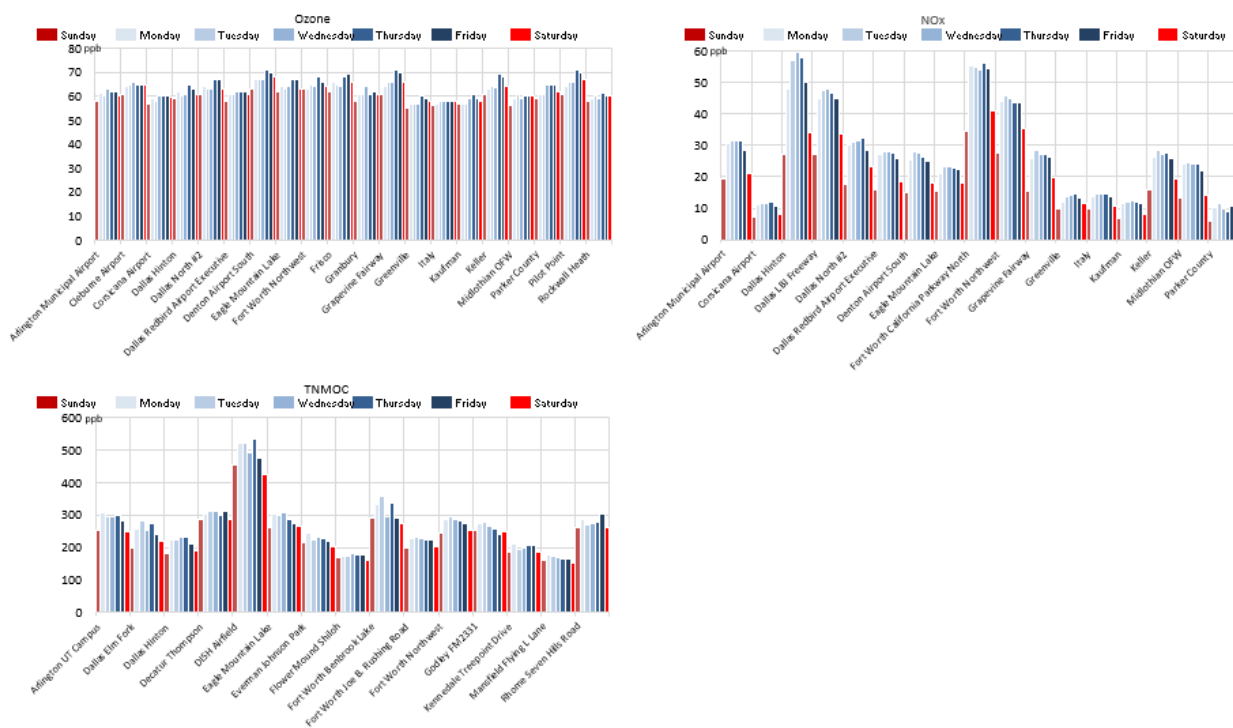 Ozone
Sunday Monday Tuesday Wednesday Thursday Friday Saturday
80 ppb
70
60
50
40
30
20
10
0
Arlington Municipal Airport
Cleburne Airport
Corsicana Airport
Dallas Hinton
Dallas North #2
Dallas Redbird Airport Executive
Denton Airport South
Eagle Mountain Lake
Fort Worth Northwest
Frisco
Granbury
Grapevine Fairway
Greenville
Italy
Kaufman
Keller
Midlothian OFW
Parker County
Pilot Point
Rockwall Heath
NOx
Sunday Monday Tuesday Wednesday Thursday Friday Saturday
60 ppb
50
40
30
20
10
0
Arlington Municipal Airport
Corsicana Airport
Dallas Hinton
Dallas LBJ Freeway
Dallas North #2
Dallas Redbird Airport Executive
Denton Airport South
Eagle Mountain Lake
Fort Worth California Parkway North
Fort Worth Northwest
Grapevine Fairway
Greenville
Italy
Kaufman
Keller
Midlothian OFW
Parker County
TNMOC
Sunday Monday Tuesday Wednesday Thursday Friday Saturday
600 ppb
500
400
300
200
100
0
Arlington UT Campus
Dallas Elm Fork
Dallas Hinton
Decatur Thompson
DISH Airfield
Eagle Mountain Lake
Everman Johnson Park
Flower Mound Shiloh
Fort Worth Benbrook Lake
Fort Worth Joe B. Rushing Road
Fort Worth Northwest
Godley FM2331
Kennedale Treepoint Drive
Mansfield Flying L Lane
Rhome Seven Hills Road